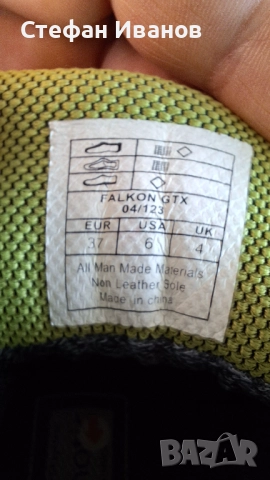 Стефан Иванов
FALKON GTX
04/123
EUR USA UK
37 6 4
All Man Made Materials
Non Leather Sole
Made in china
BAZAR